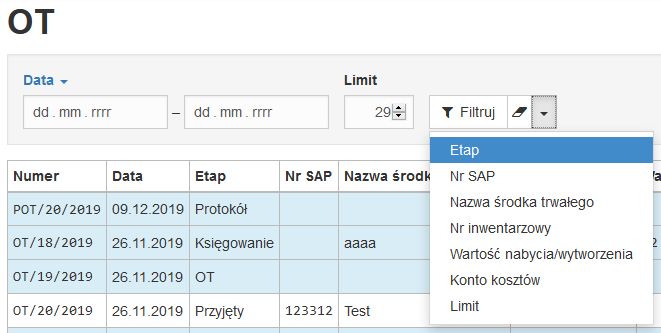 OT
Data Limit
dd . mm . rrrr – dd . mm . rrrr 29 Filtruj
Etap
Nr SAP
Nazwa środka trwałego
Nr inwentarzowy
Wartość nabycia/wytworzenia
Konto kosztów
Limit
Numer Data Etap Nr SAP Nazwa środk
POT/20/2019 09.12.2019 Protokół
OT/18/2019 26.11.2019 Księgowanie aaaa 2
OT/19/2019 26.11.2019 OT
OT/20/2019 26.11.2019 Przyjęty 123312 Test